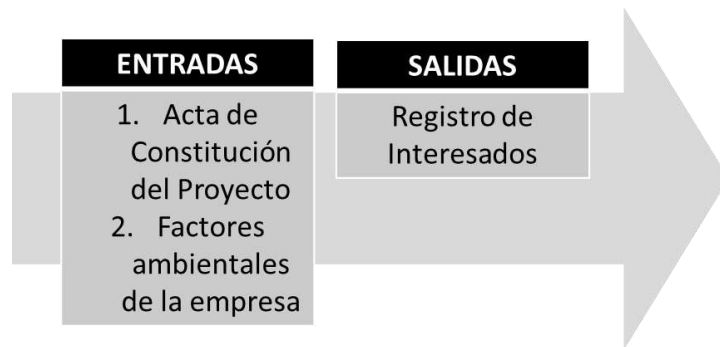 ENTRADAS
1. Acta de
Constitución
del Proyecto
2. Factores
ambientales
de la empresa
SALIDAS
Registro de
Interesados